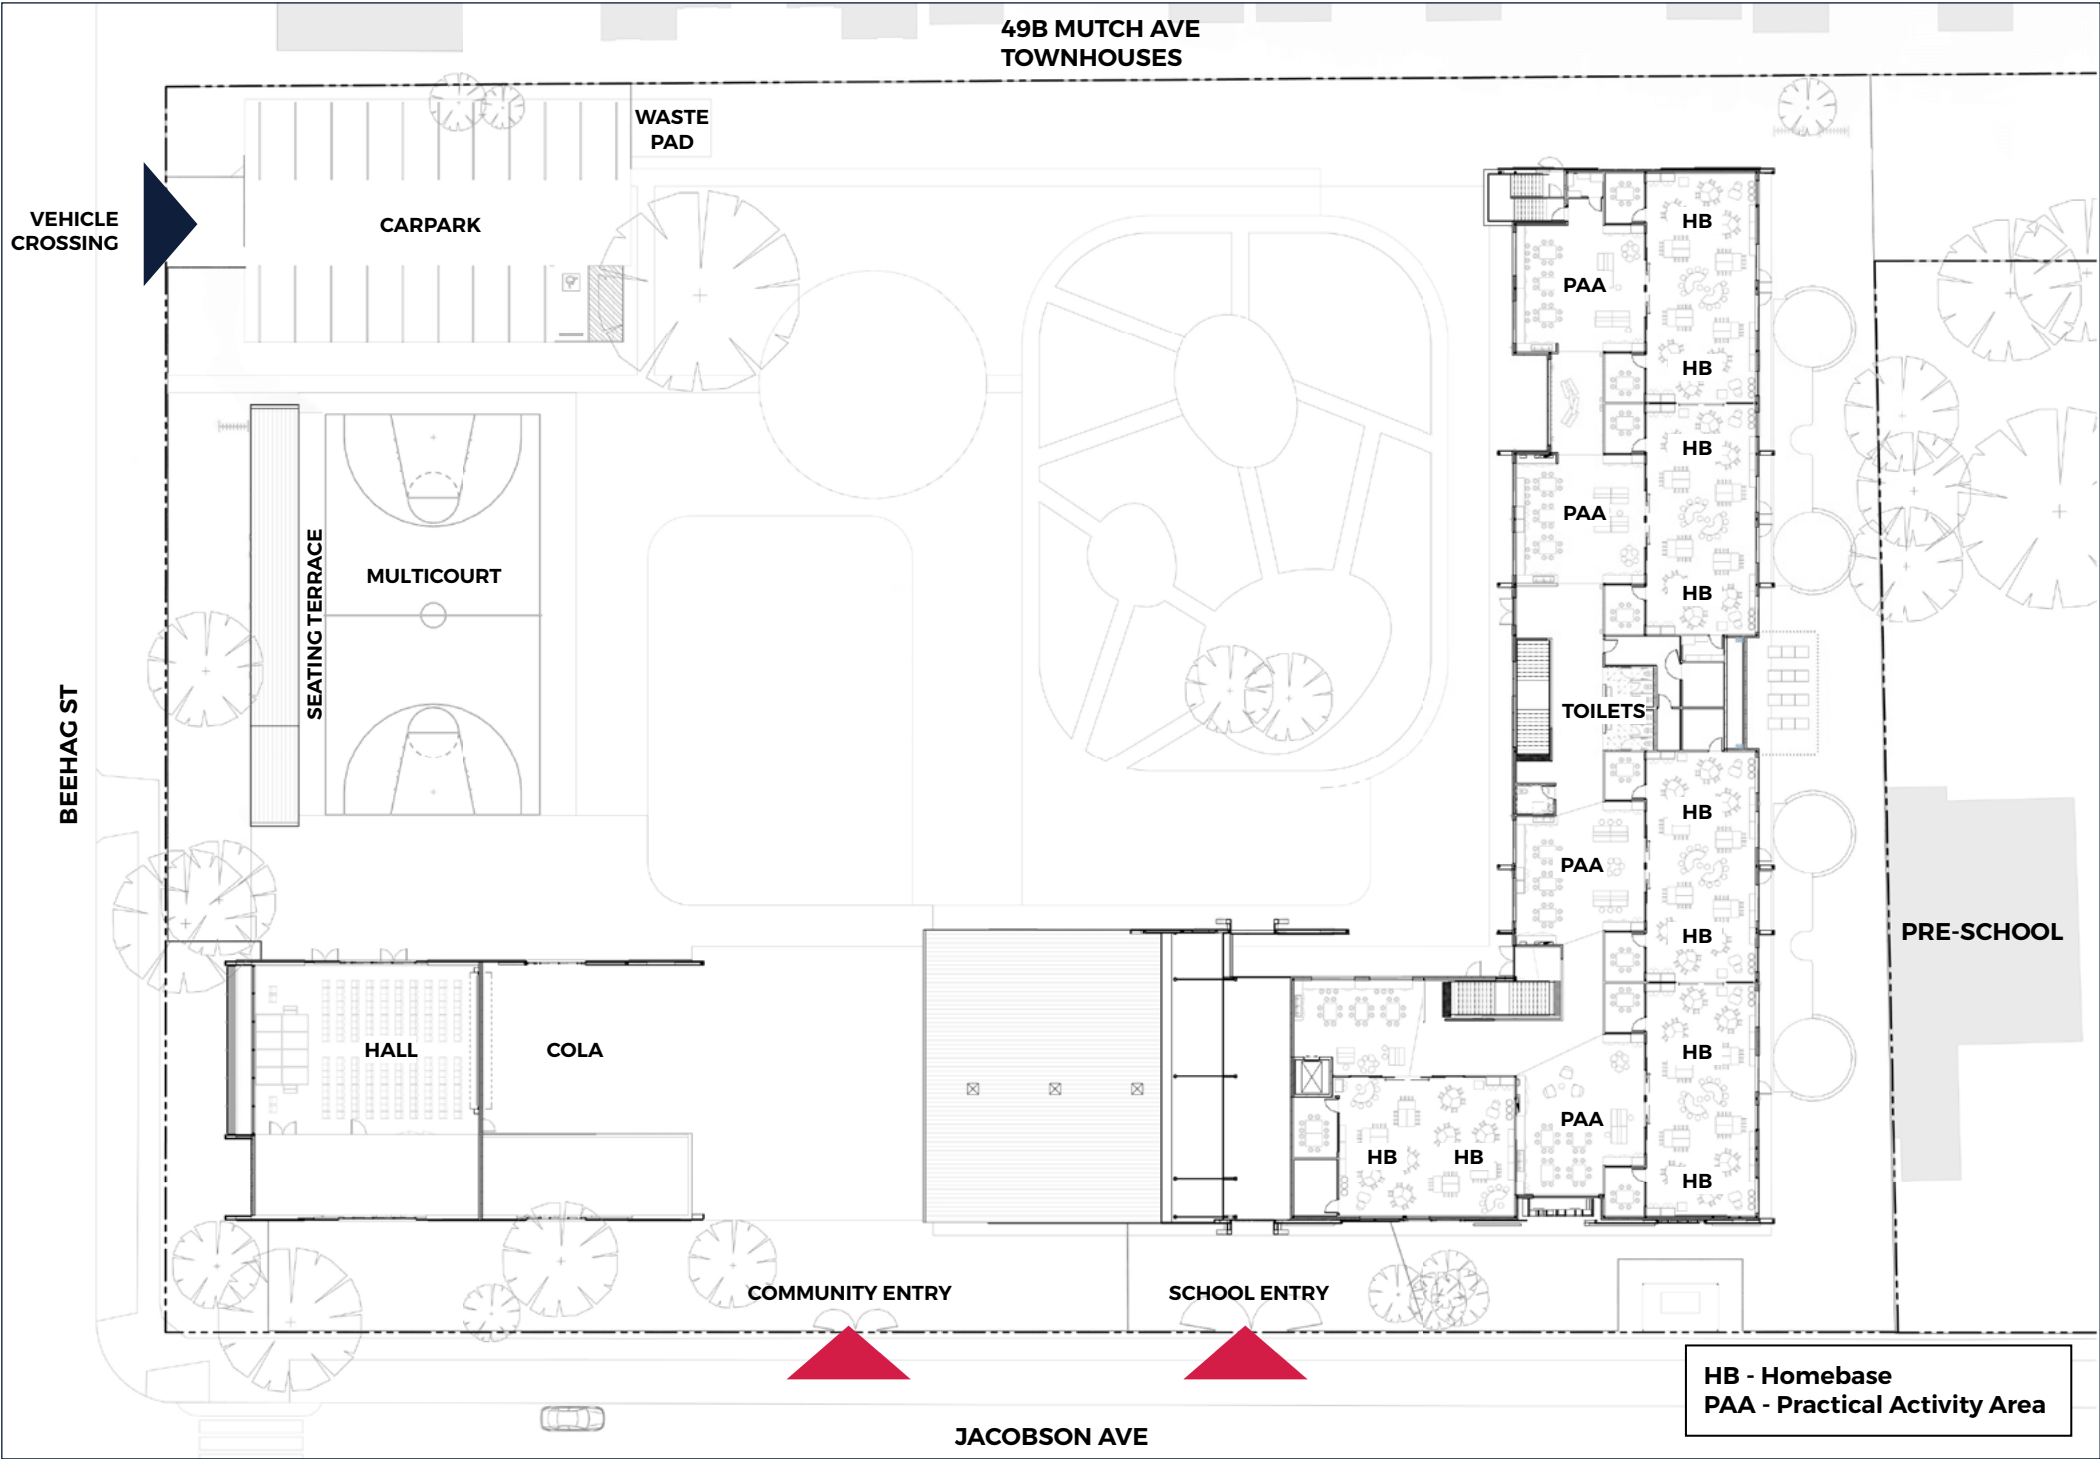 49B MUTCH AVE
TOWNHOUSES
WASTE
PAD
VEHICLE
CROSSING
CARPARK
HB
PAA
HB
HB
PAA
HB
SEATING TERRACE
MULTICOURT
BEEHAG ST
TOILETS
HB
PAA
HB
PRE-SCHOOL
HALL
COLA
HB
PAA
HB
HB
HB
COMMUNITY ENTRY
SCHOOL ENTRY
HB - Homebase
PAA - Practical Activity Area
JACOBSON AVE